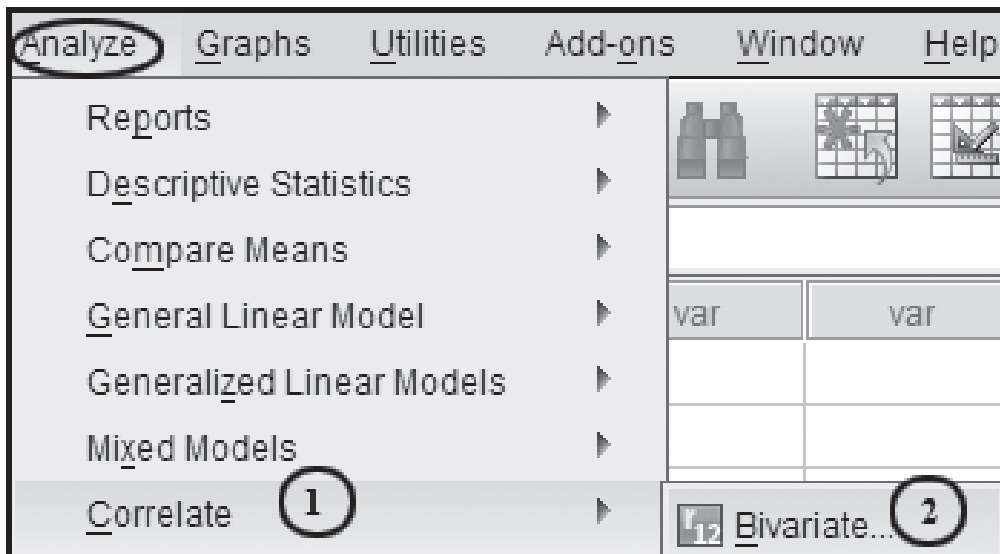 Analyze Graphs Utilities Add-ons Window Help
Reports
Descriptive Statistics
Compare Means
General Linear Model
var var
Generalized Linear Models
Mixed Models
Correlate 1
r12 Bivariate... 2